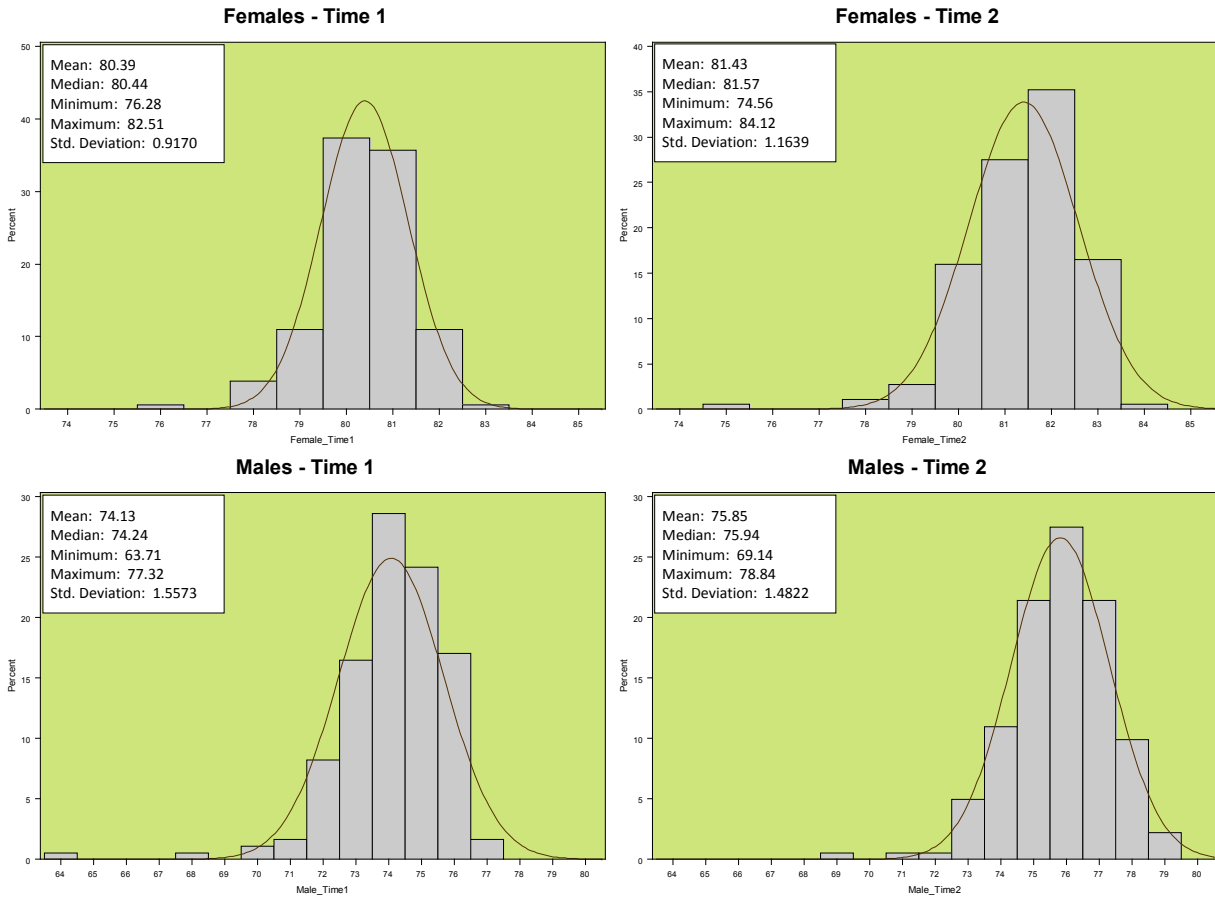 Females - Time 1
Mean: 80.39
Median: 80.44
Minimum: 76.28
Maximum: 82.51
Std. Deviation: 0.9170
50
40
30
20
10
0
Percent
74 75 76 77 78 79 80 81 82 83 84 85
Female_Time1
Females - Time 2
Mean: 81.43
Median: 81.57
Minimum: 74.56
Maximum: 84.12
Std. Deviation: 1.1639
40
35
30
25
20
15
10
5
0
Percent
74 75 76 77 78 79 80 81 82 83 84 85
Female_Time2
Males - Time 1
Mean: 74.13
Median: 74.24
Minimum: 63.71
Maximum: 77.32
Std. Deviation: 1.5573
30
25
20
15
10
5
0
Percent
64 65 66 67 68 69 70 71 72 73 74 75 76 77 78 79 80
Male_Time1
Males - Time 2
Mean: 75.85
Median: 75.94
Minimum: 69.14
Maximum: 78.84
Std. Deviation: 1.4822
30
25
20
15
10
5
0
Percent
64 65 66 67 68 69 70 71 72 73 74 75 76 77 78 79 80
Male_Time2